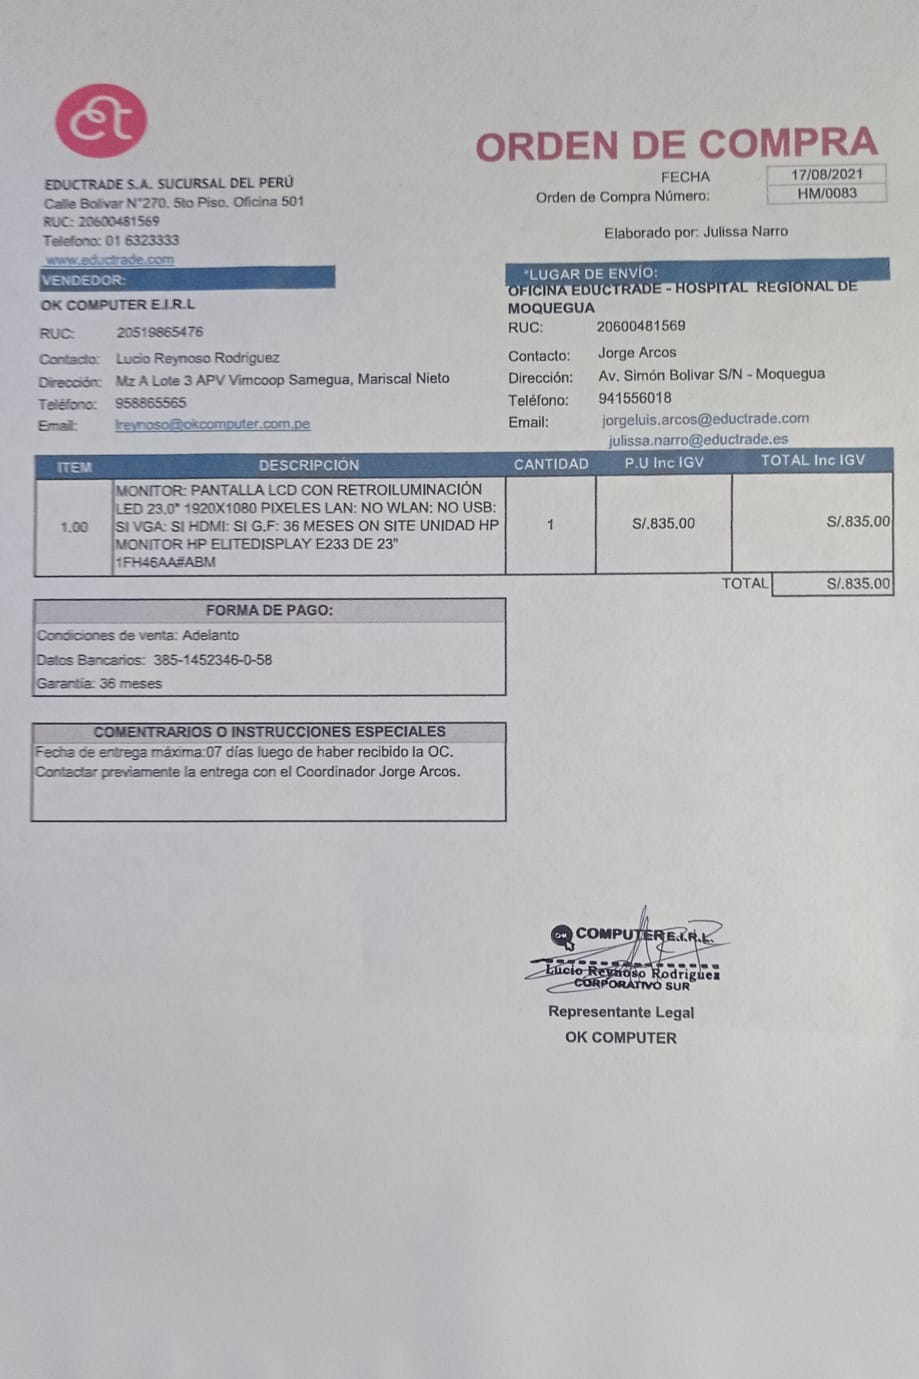 ct
ORDEN DE COMPRA
EDUCTRADE S.A. SUCURSAL DEL PERÚ
Calle Bolivar N°270. 5to Piso. Oficina 501
RUC: 20600481569
Telefono: 01 6323333
www.eductrade.com
FECHA 17/08/2021
Orden de Compra Número: HM/0083
Elaborado por: Julissa Narro
VENDEDOR:
OK COMPUTER E.I.R.L
RUC: 20519865476
Contacto: Lucio Reynoso Rodriguez
Dirección: Mz A Lote 3 APV Vimcoop Samegua, Mariscal Nieto
Teléfono: 958865565
Email: lreynoso@okcomputer.com.pe
*LUGAR DE ENVÍO:
OFICINA EDUCTRADE - HOSPITAL REGIONAL DE
MOQUEGUA
RUC: 20600481569
Contacto: Jorge Arcos
Dirección: Av. Simón Bolivar S/N - Moquegua
Teléfono: 941556018
Email: jorgeluis.arcos@eductrade.com
julissa.narro@eductrade.es
ITEM DESCRIPCIÓN CANTIDAD P.U Inc IGV TOTAL Inc IGV
MONITOR: PANTALLA LCD CON RETROILUMINACIÓN
LED 23.0" 1920X1080 PIXELES LAN: NO WLAN: NO USB:
1.00 SI VGA: SI HDMI: SI G.F: 36 MESES ON SITE UNIDAD HP 1 S/.835.00 S/.835.00
MONITOR HP ELITEDISPLAY E233 DE 23"
1FH46AA#ABM
TOTAL S/.835.00
FORMA DE PAGO:
Condiciones de venta: Adelanto
Datos Bancarios: 385-1452346-0-58
Garantía: 36 meses
COMENTRARIOS O INSTRUCCIONES ESPECIALES
Fecha de entrega máxima:07 días luego de haber recibido la OC.
Contactar previamente la entrega con el Coordinador Jorge Arcos.
OK COMPUTER E.I.R.L.
Lucio Reynoso Rodriguez
CORPORATIVO SUR
Representante Legal
OK COMPUTER